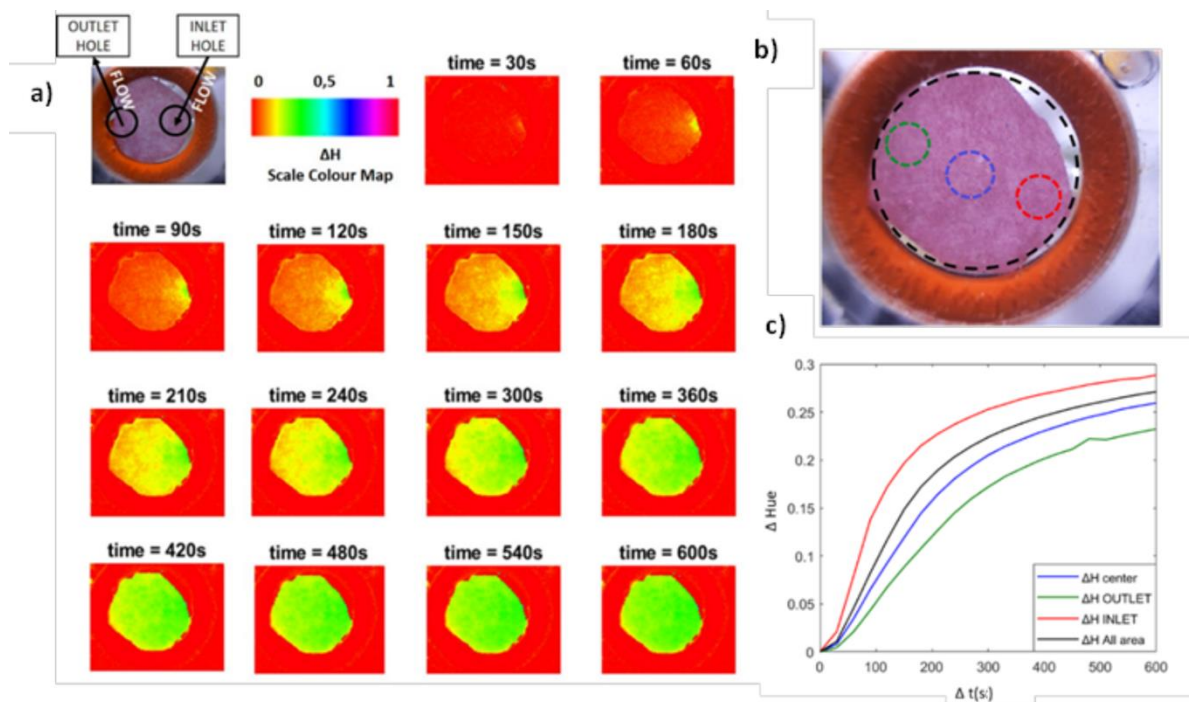 a)
OUTLET
HOLE
INLET
HOLE
FLOW
FLOW
0 0,5 1
ΔH
Scale Colour Map
time = 30s
time = 60s
time = 90s
time = 120s
time = 150s
time = 180s
time = 210s
time = 240s
time = 300s
time = 360s
time = 420s
time = 480s
time = 540s
time = 600s
b)
c)
0.3
0.25
0.2
0.15
0.1
0.05
0
Δ Hue
ΔH center
ΔH OUTLET
ΔH INLET
ΔH All area
0 100 200 300 400 500 600
Δ t(s:)